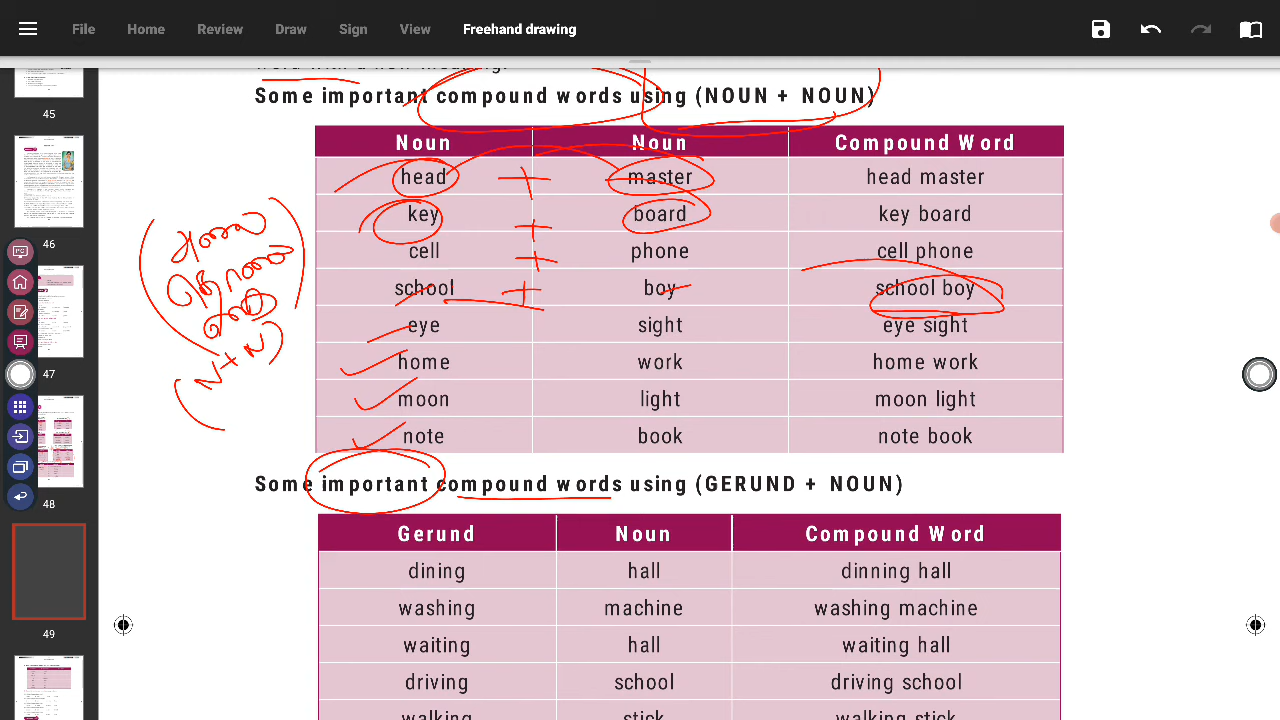 File Home Review Draw Sign View Freehand drawing
Some important compound words using (NOUN + NOUN)
Noun Noun Compound Word
head + master head master
key + board key board
cell + phone cell phone
school + boy school boy
eye sight eye sight
home work home work
moon light moon light
note book note book
(N+N)
Some important compound words using (GERUND + NOUN)
Gerund Noun Compound Word
dining hall dinning hall
washing machine washing machine
waiting hall waiting hall
driving school driving school
walking stick walking stick
45
46
47
48
49